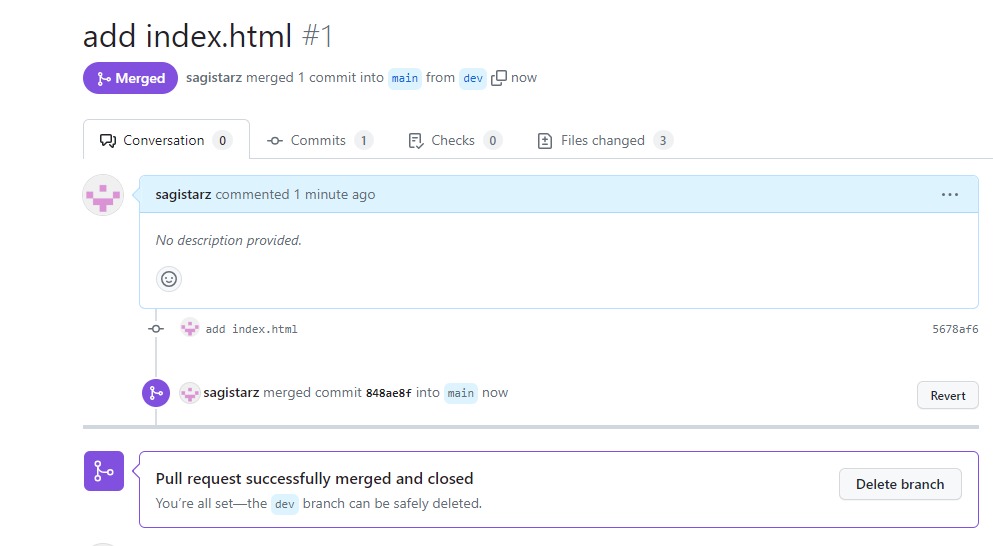 add index.html #1
Merged sagistarz merged 1 commit into main from dev now
Conversation 0 Commits 1 Checks 0 Files changed 3
sagistarz commented 1 minute ago
No description provided.
add index.html 5678af6
sagistarz merged commit 848ae8f into main now Revert
Pull request successfully merged and closed
You're all set—the dev branch can be safely deleted.
Delete branch